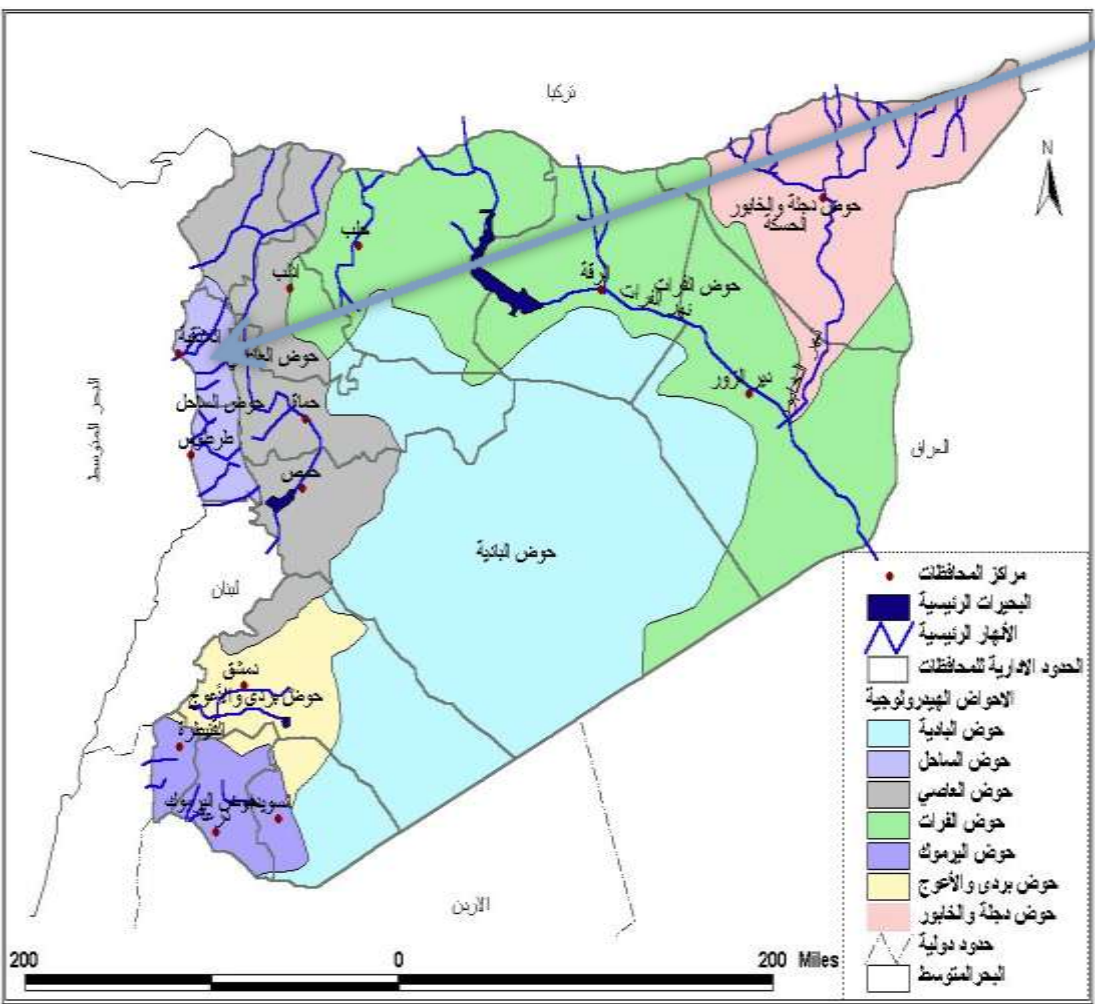 تركيا
N
حوض دجلة والخابور
الحسكة
حلب
ادلب
الرقة
حوض الفرات
نهر الفرات
اللاذقية
حوض العاصي
دير الزور
حوض الساحل
حماة
البحر المتوسط
طرطوس
العراق
حمص
حوض البادية
لبنان
دمشق
حوض بردى والأعوج
القنيطرة
حوض اليرموك
السويداء
درعا
الاردن
مراكز المحافظات
البحيرات الرئيسية
الأنهار الرئيسية
الحدود الادارية للمحافظات
الاحواض الهيدرولوجية
حوض البادية
حوض الساحل
حوض العاصي
حوض الفرات
حوض اليرموك
حوض بردى والأعوج
حوض دجلة والخابور
حدود دولية
البحرالمتوسط
200 0 200 Miles